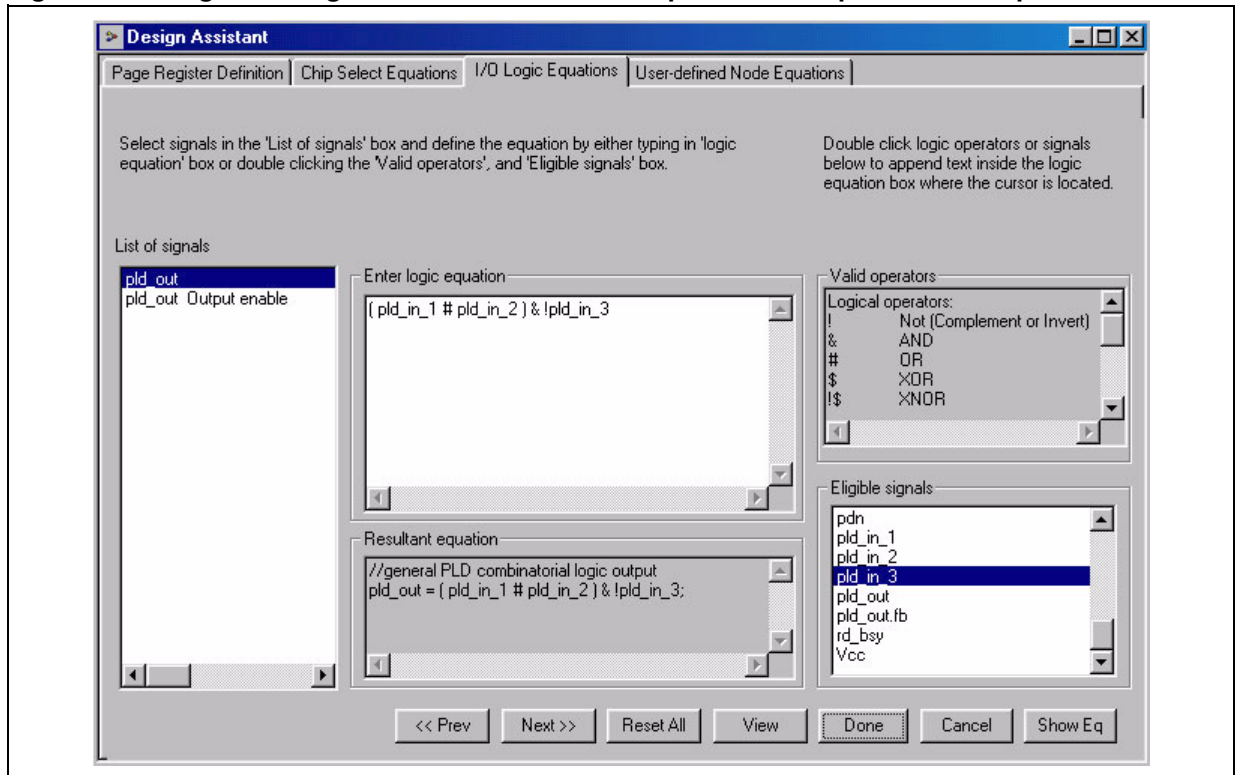 Design Assistant
Page Register Definition Chip Select Equations I/O Logic Equations User-defined Node Equations
Select signals in the 'List of signals' box and define the equation by either typing in 'logic
equation' box or double clicking the 'Valid operators', and 'Eligible signals' box.
Double click logic operators or signals
below to append text inside the logic
equation box where the cursor is located.
List of signals
pld_out
pld_out Output enable
Enter logic equation
( pld_in_1 # pld_in_2 ) & !pld_in_3
Resultant equation
//general PLD combinatorial logic output
pld_out = ( pld_in_1 # pld_in_2 ) & !pld_in_3;
Valid operators
Logical operators:
! Not (Complement or Invert)
& AND
# OR
$ XOR
!$ XNOR
Eligible signals
pdn
pld_in_1
pld_in_2
pld_in_3
pld_out
pld_out.fb
rd_bsy
Vcc
<< Prev Next >> Reset All View Done Cancel Show Eq